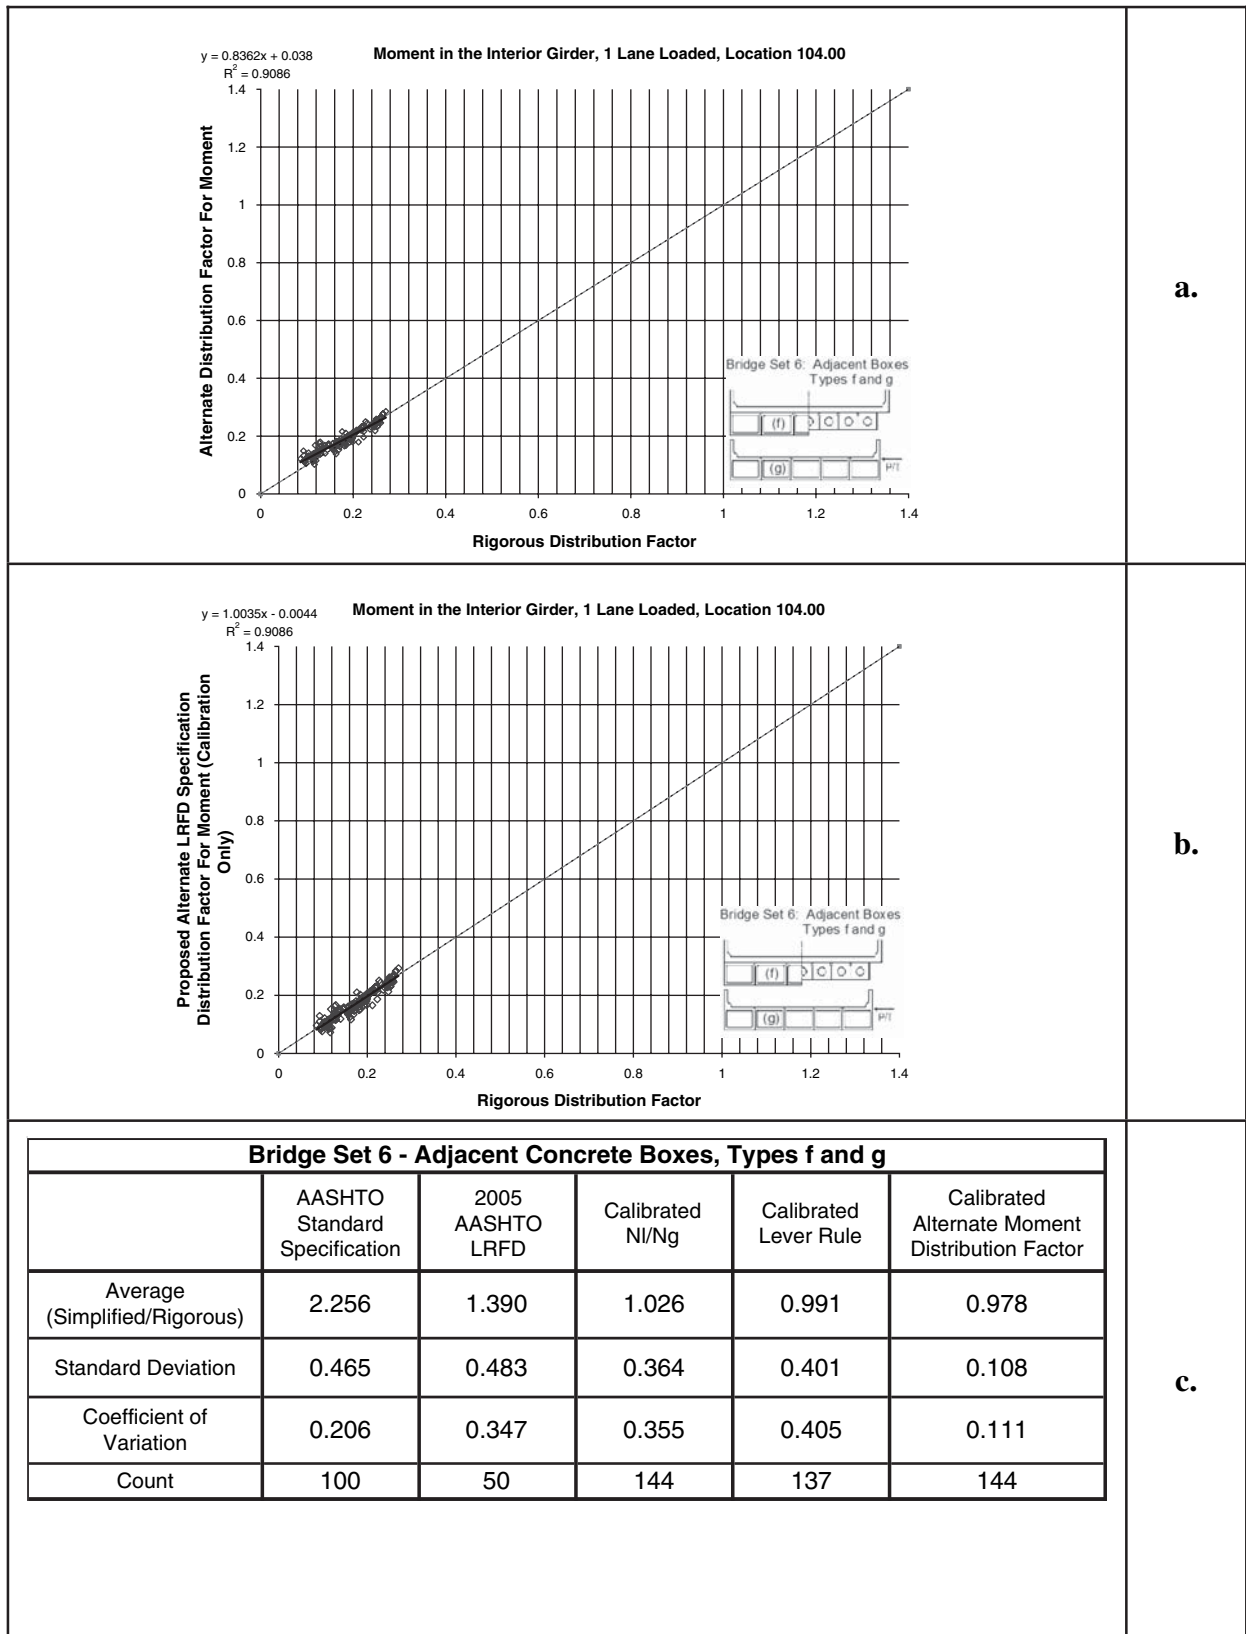 y = 0.8362x + 0.038
R2 = 0.9086
Moment in the Interior Girder, 1 Lane Loaded, Location 104.00
Alternate Distribution Factor For Moment
1.4
1.2
1
0.8
0.6
0.4
0.2
0
0 0.2 0.4 0.6 0.8 1 1.2 1.4
Rigorous Distribution Factor
Bridge Set 6: Adjacent Boxes
Types f and g
(f)
(g)
P/T
a.
y = 1.0035x - 0.0044
R2 = 0.9086
Moment in the Interior Girder, 1 Lane Loaded, Location 104.00
Proposed Alternate LRFD Specification
Distribution Factor For Moment (Calibration
Only)
1.4
1.2
1
0.8
0.6
0.4
0.2
0
0 0.2 0.4 0.6 0.8 1 1.2 1.4
Rigorous Distribution Factor
Bridge Set 6: Adjacent Boxes
Types f and g
(f)
(g)
P/T
b.
Bridge Set 6 - Adjacent Concrete Boxes, Types f and g
AASHTO Standard Specification 2005 AASHTO LRFD Calibrated Nl/Ng Calibrated Lever Rule Calibrated Alternate Moment Distribution Factor
Average (Simplified/Rigorous) 2.256 1.390 1.026 0.991 0.978
Standard Deviation 0.465 0.483 0.364 0.401 0.108
Coefficient of Variation 0.206 0.347 0.355 0.405 0.111
Count 100 50 144 137 144
c.